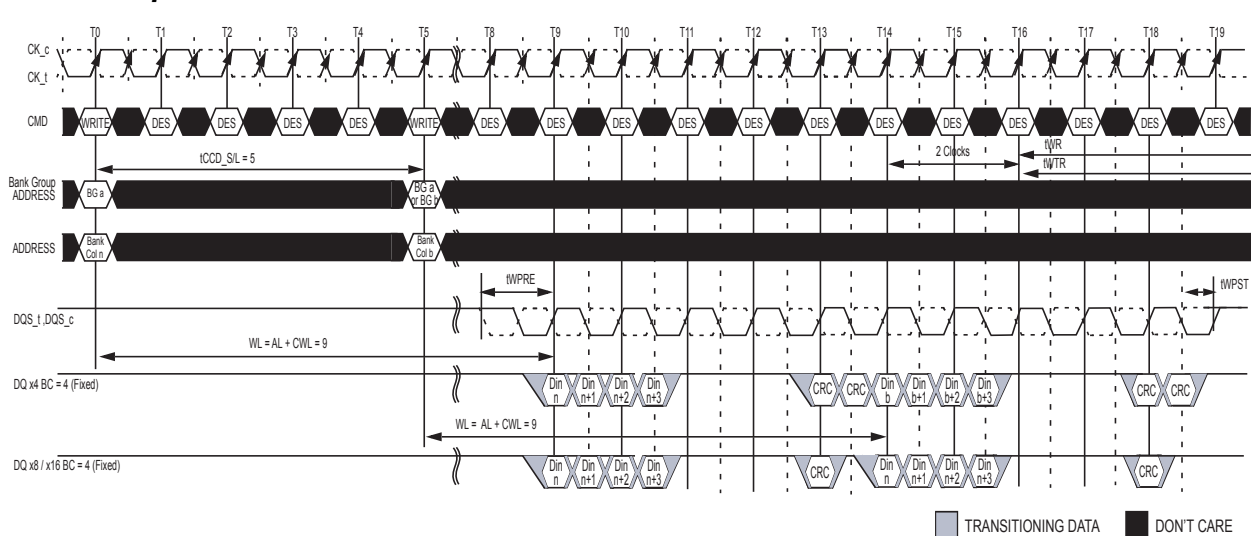 T0 T1 T2 T3 T4 T5 T8 T9 T10 T11 T12 T13 T14 T15 T16 T17 T18 T19
CK_c
CK_t
CMD WRITE DES DES DES DES WRITE DES DES DES DES DES DES DES DES DES DES DES DES
tCCD_S/L = 5
2 Clocks
tWR
tWTR
Bank Group
ADDRESS
BG a
BG a
or BG b
ADDRESS
Bank
Col n
Bank
Col b
tWPRE
tWPST
DQS_t ,DQS_c
WL = AL + CWL = 9
DQ x4 BC = 4 (Fixed)
Din Din Din Din
n n+1 n+2 n+3
CRC CRC
Din Din Din Din
b b+1 b+2 b+3
CRC CRC
WL = AL + CWL = 9
DQ x8 / x16 BC = 4 (Fixed)
Din Din Din Din
n n+1 n+2 n+3
CRC
Din Din Din Din
n n+1 n+2 n+3
CRC
TRANSITIONING DATA
DON'T CARE